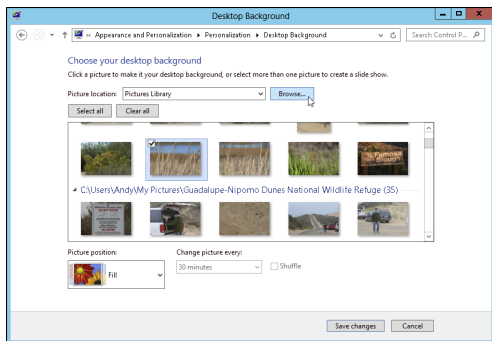 Desktop Background
« Appearance and Personalization ▸ Personalization ▸ Desktop Background
Search Control P...
Choose your desktop background
Click a picture to make it your desktop background, or select more than one picture to create a slide show.
Picture location: Pictures Library Browse...
Select all Clear all
Famosa
Slough
C:\Users\Andy\My Pictures\Guadalupe-Nipomo Dunes National Wildlife Refuge (35)
Picture position: Change picture every:
Fill 30 minutes Shuffle
Save changes Cancel